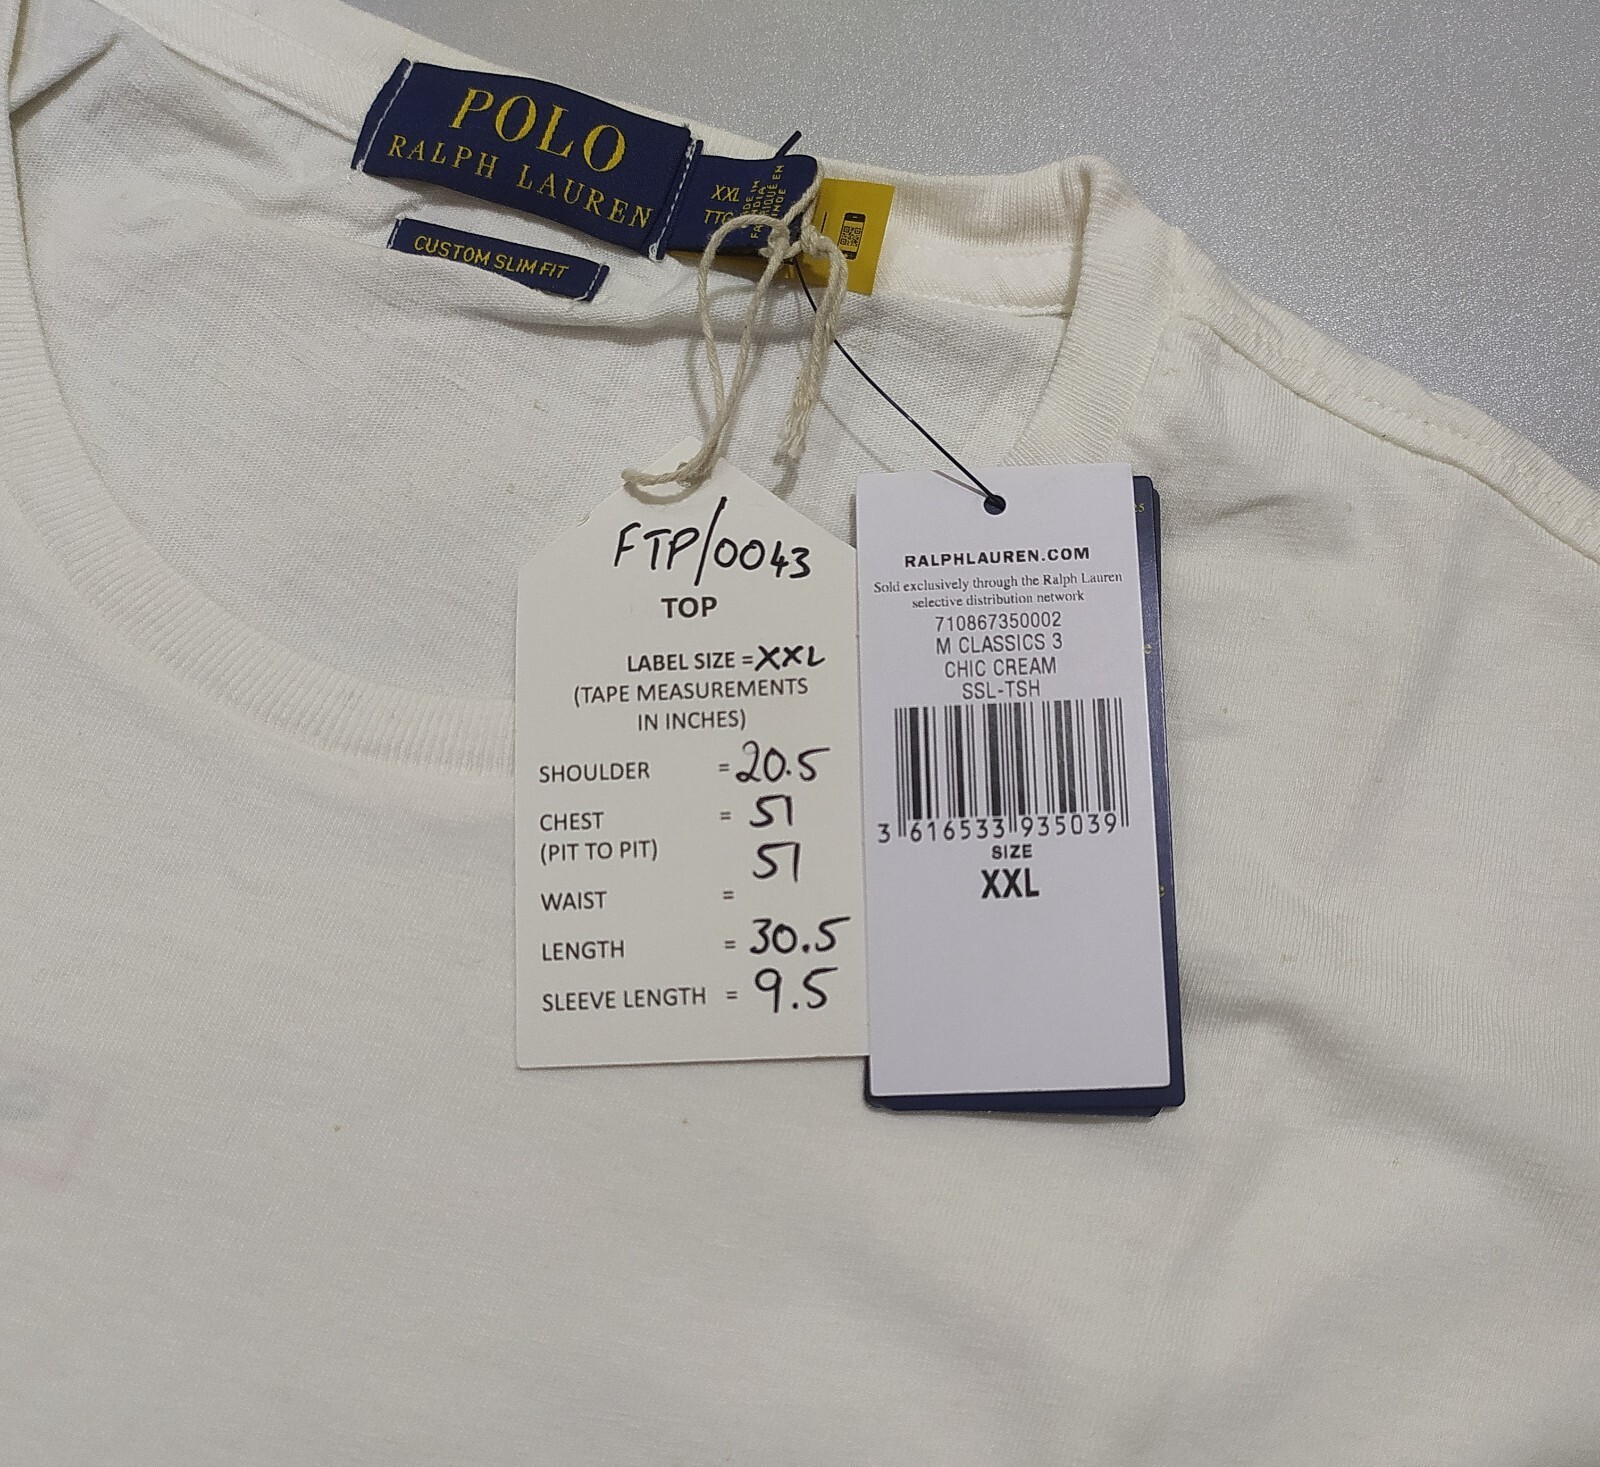 POLO
RALPH LAUREN
XXL
CUSTOM SLIM FIT
FTP/0043
TOP
LABEL SIZE = XXL
(TAPE MEASUREMENTS
IN INCHES)
SHOULDER = 20.5
CHEST = 51
(PIT TO PIT)
51
WAIST =
LENGTH = 30.5
SLEEVE LENGTH = 9.5
RALPHLAUREN.COM
Sold exclusively through the Ralph Lauren
selective distribution network
710867350002
M CLASSICS 3
CHIC CREAM
SSL-TSH
3 616533 935039
SIZE
XXL